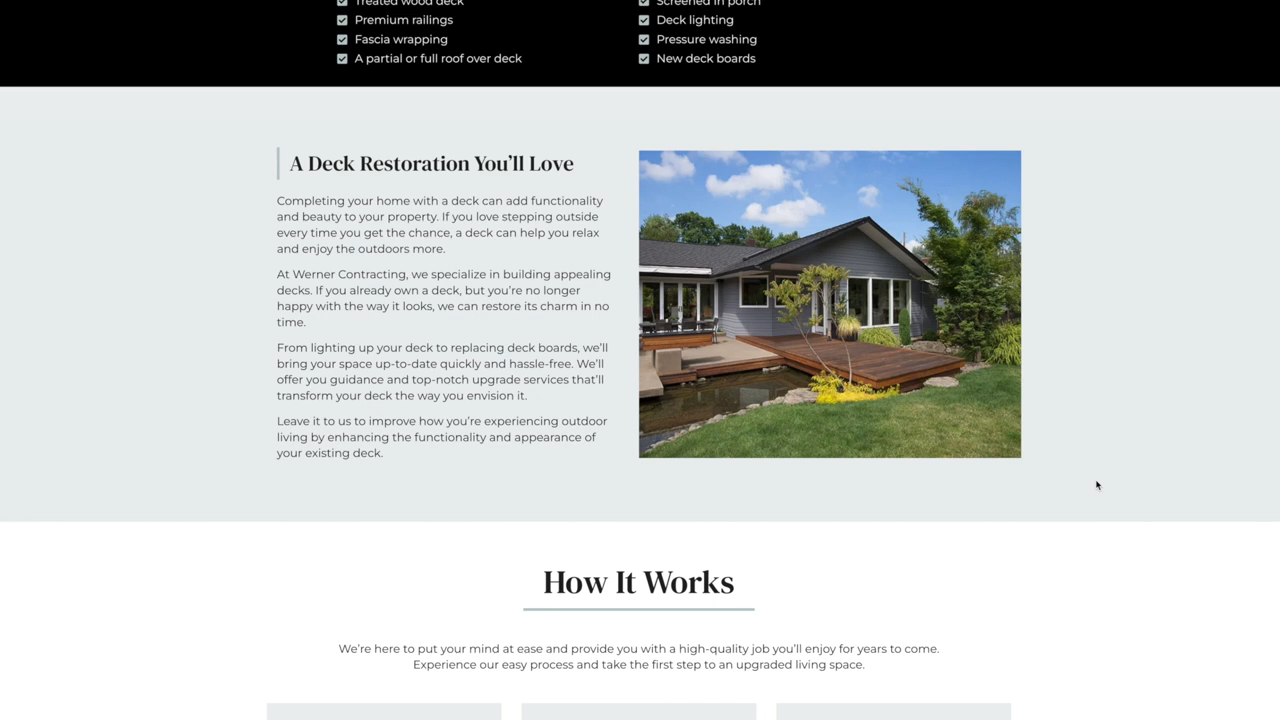 Treated wood deck
Screened in porch
Premium railings
Deck lighting
Fascia wrapping
Pressure washing
A partial or full roof over deck
New deck boards
A Deck Restoration You’ll Love
Completing your home with a deck can add functionality
and beauty to your property. If you love stepping outside
every time you get the chance, a deck can help you relax
and enjoy the outdoors more.
At Werner Contracting, we specialize in building appealing
decks. If you already own a deck, but you’re no longer
happy with the way it looks, we can restore its charm in no
time.
From lighting up your deck to replacing deck boards, we’ll
bring your space up-to-date quickly and hassle-free. We’ll
offer you guidance and top-notch upgrade services that’ll
transform your deck the way you envision it.
Leave it to us to improve how you’re experiencing outdoor
living by enhancing the functionality and appearance of
your existing deck.
How It Works
We’re here to put your mind at ease and provide you with a high-quality job you’ll enjoy for years to come.
Experience our easy process and take the first step to an upgraded living space.